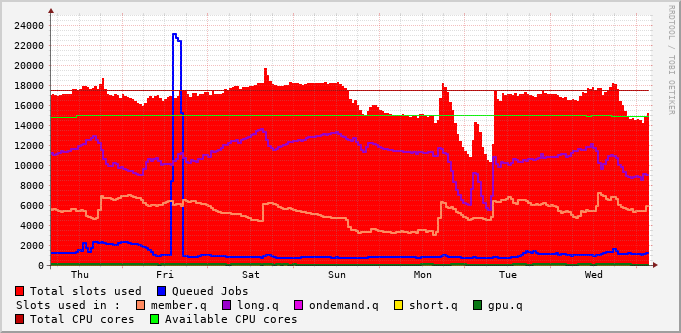 RRDTOOL / TOBI OETIKER
24000
22000
20000
18000
16000
14000
12000
10000
8000
6000
4000
2000
0
Thu Fri Sat Sun Mon Tue Wed
Total slots used Queued Jobs
Slots used in : member.q long.q ondemand.q short.q gpu.q
Total CPU cores Available CPU cores